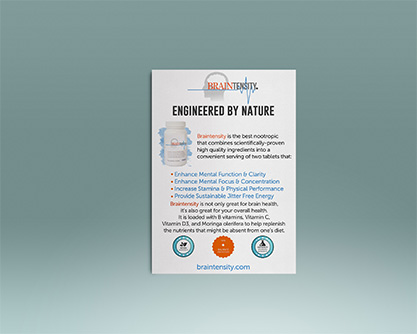 BRAINTENSITY.
ENGINEERED BY NATURE
Braintensity is the best nootropic
that combines scientifically-proven
high quality ingredients into a
convenient serving of two tablets that:
• Enhance Mental Function & Clarity
• Enhance Mental Focus & Concentration
• Increase Stamina & Physical Performance
• Provide Sustainable Jitter Free Energy
Braintensity is not only great for brain health,
it's also great for your overall health.
It is loaded with B vitamins, Vitamin C,
Vitamin D3, and Moringa oleifera to help replenish
the nutrients that might be absent from one's diet.
braintensity.com